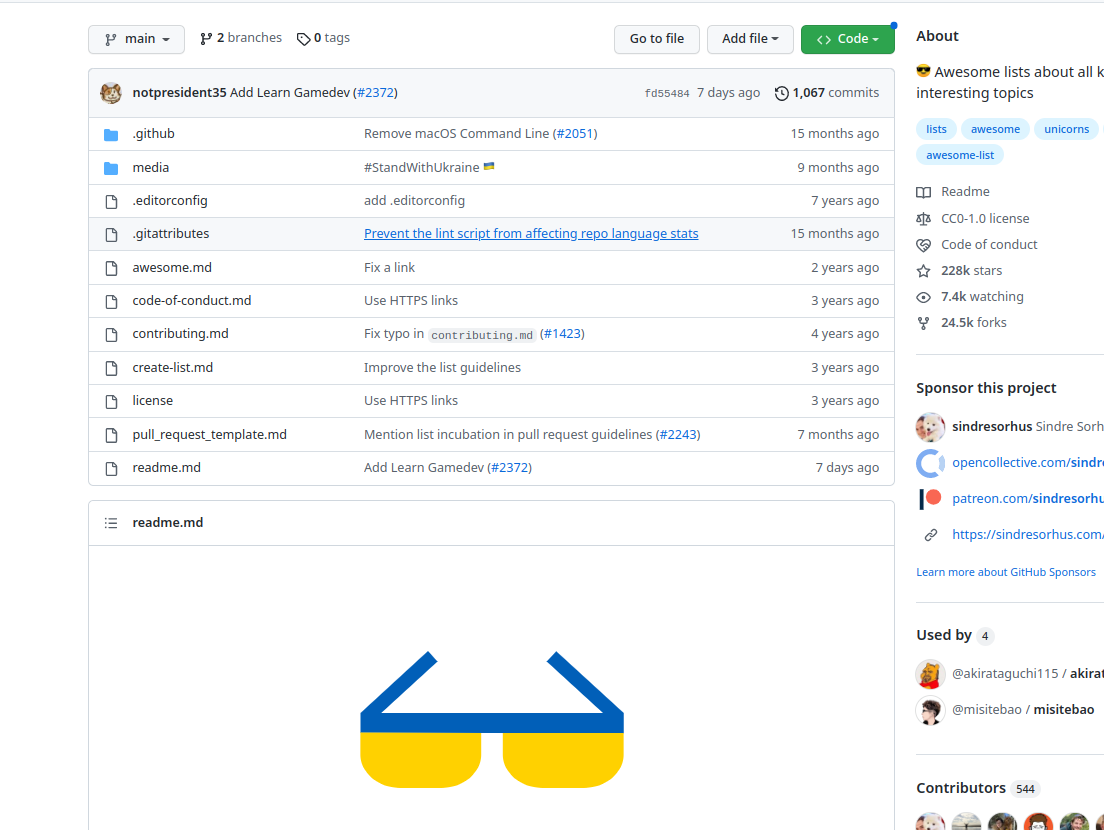 main
2 branches
0 tags
Go to file
Add file
Code
notpresident35 Add Learn Gamedev (#2372)
fd55484 7 days ago
1,067 commits
.github Remove macOS Command Line (#2051) 15 months ago
media #StandWithUkraine 🇺🇦 9 months ago
.editorconfig add .editorconfig 7 years ago
.gitattributes Prevent the lint script from affecting repo language stats 15 months ago
awesome.md Fix a link 2 years ago
code-of-conduct.md Use HTTPS links 3 years ago
contributing.md Fix typo in contributing.md (#1423) 4 years ago
create-list.md Improve the list guidelines 3 years ago
license Use HTTPS links 3 years ago
pull_request_template.md Mention list incubation in pull request guidelines (#2243) 7 months ago
readme.md Add Learn Gamedev (#2372) 7 days ago
readme.md
About
😎 Awesome lists about all k
interesting topics
lists awesome unicorns
awesome-list
Readme
CC0-1.0 license
Code of conduct
228k stars
7.4k watching
24.5k forks
Sponsor this project
sindresorhus Sindre Sorh
opencollective.com/sindre
patreon.com/sindresorhu
https://sindresorhus.com/
Learn more about GitHub Sponsors
Used by 4
@akirataguchi115 / akirat
@misitebao / misitebao
Contributors 544